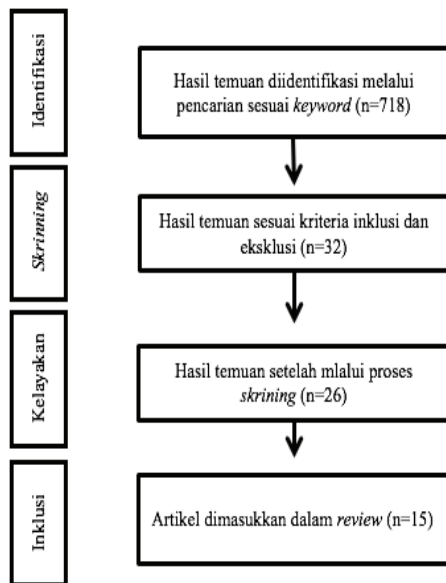 Identifikasi
Hasil temuan diidentifikasi melalui
pencarian sesuai keyword (n=718)
Skrinning
Hasil temuan sesuai kriteria inklusi dan
eksklusi (n=32)
Kelayakan
Hasil temuan setelah mlalui proses
skrining (n=26)
Inklusi
Artikel dimasukkan dalam review (n=15)